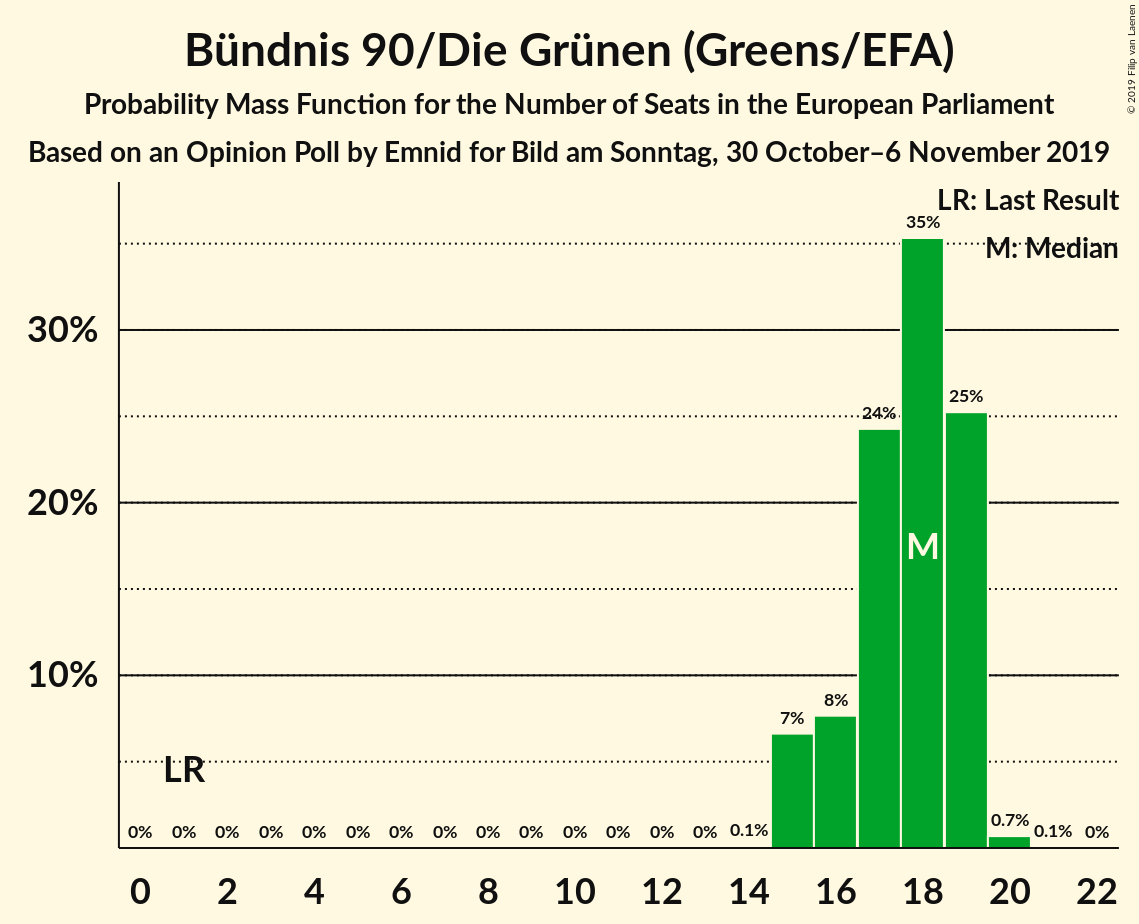 Bündnis 90/Die Grünen (Greens/EFA)
Probability Mass Function for the Number of Seats in the European Parliament
Based on an Opinion Poll by Emnid for Bild am Sonntag, 30 October–6 November 2019
© 2019 Filip van Laenen
LR: Last Result
M: Median
35%
30%
25%
24%
20%
M
10%
8%
7%
LR
0% 0% 0% 0% 0% 0% 0% 0% 0% 0% 0% 0% 0% 0% 0.1% 0.7% 0.1% 0%
0 2 4 6 8 10 12 14 16 18 20 22